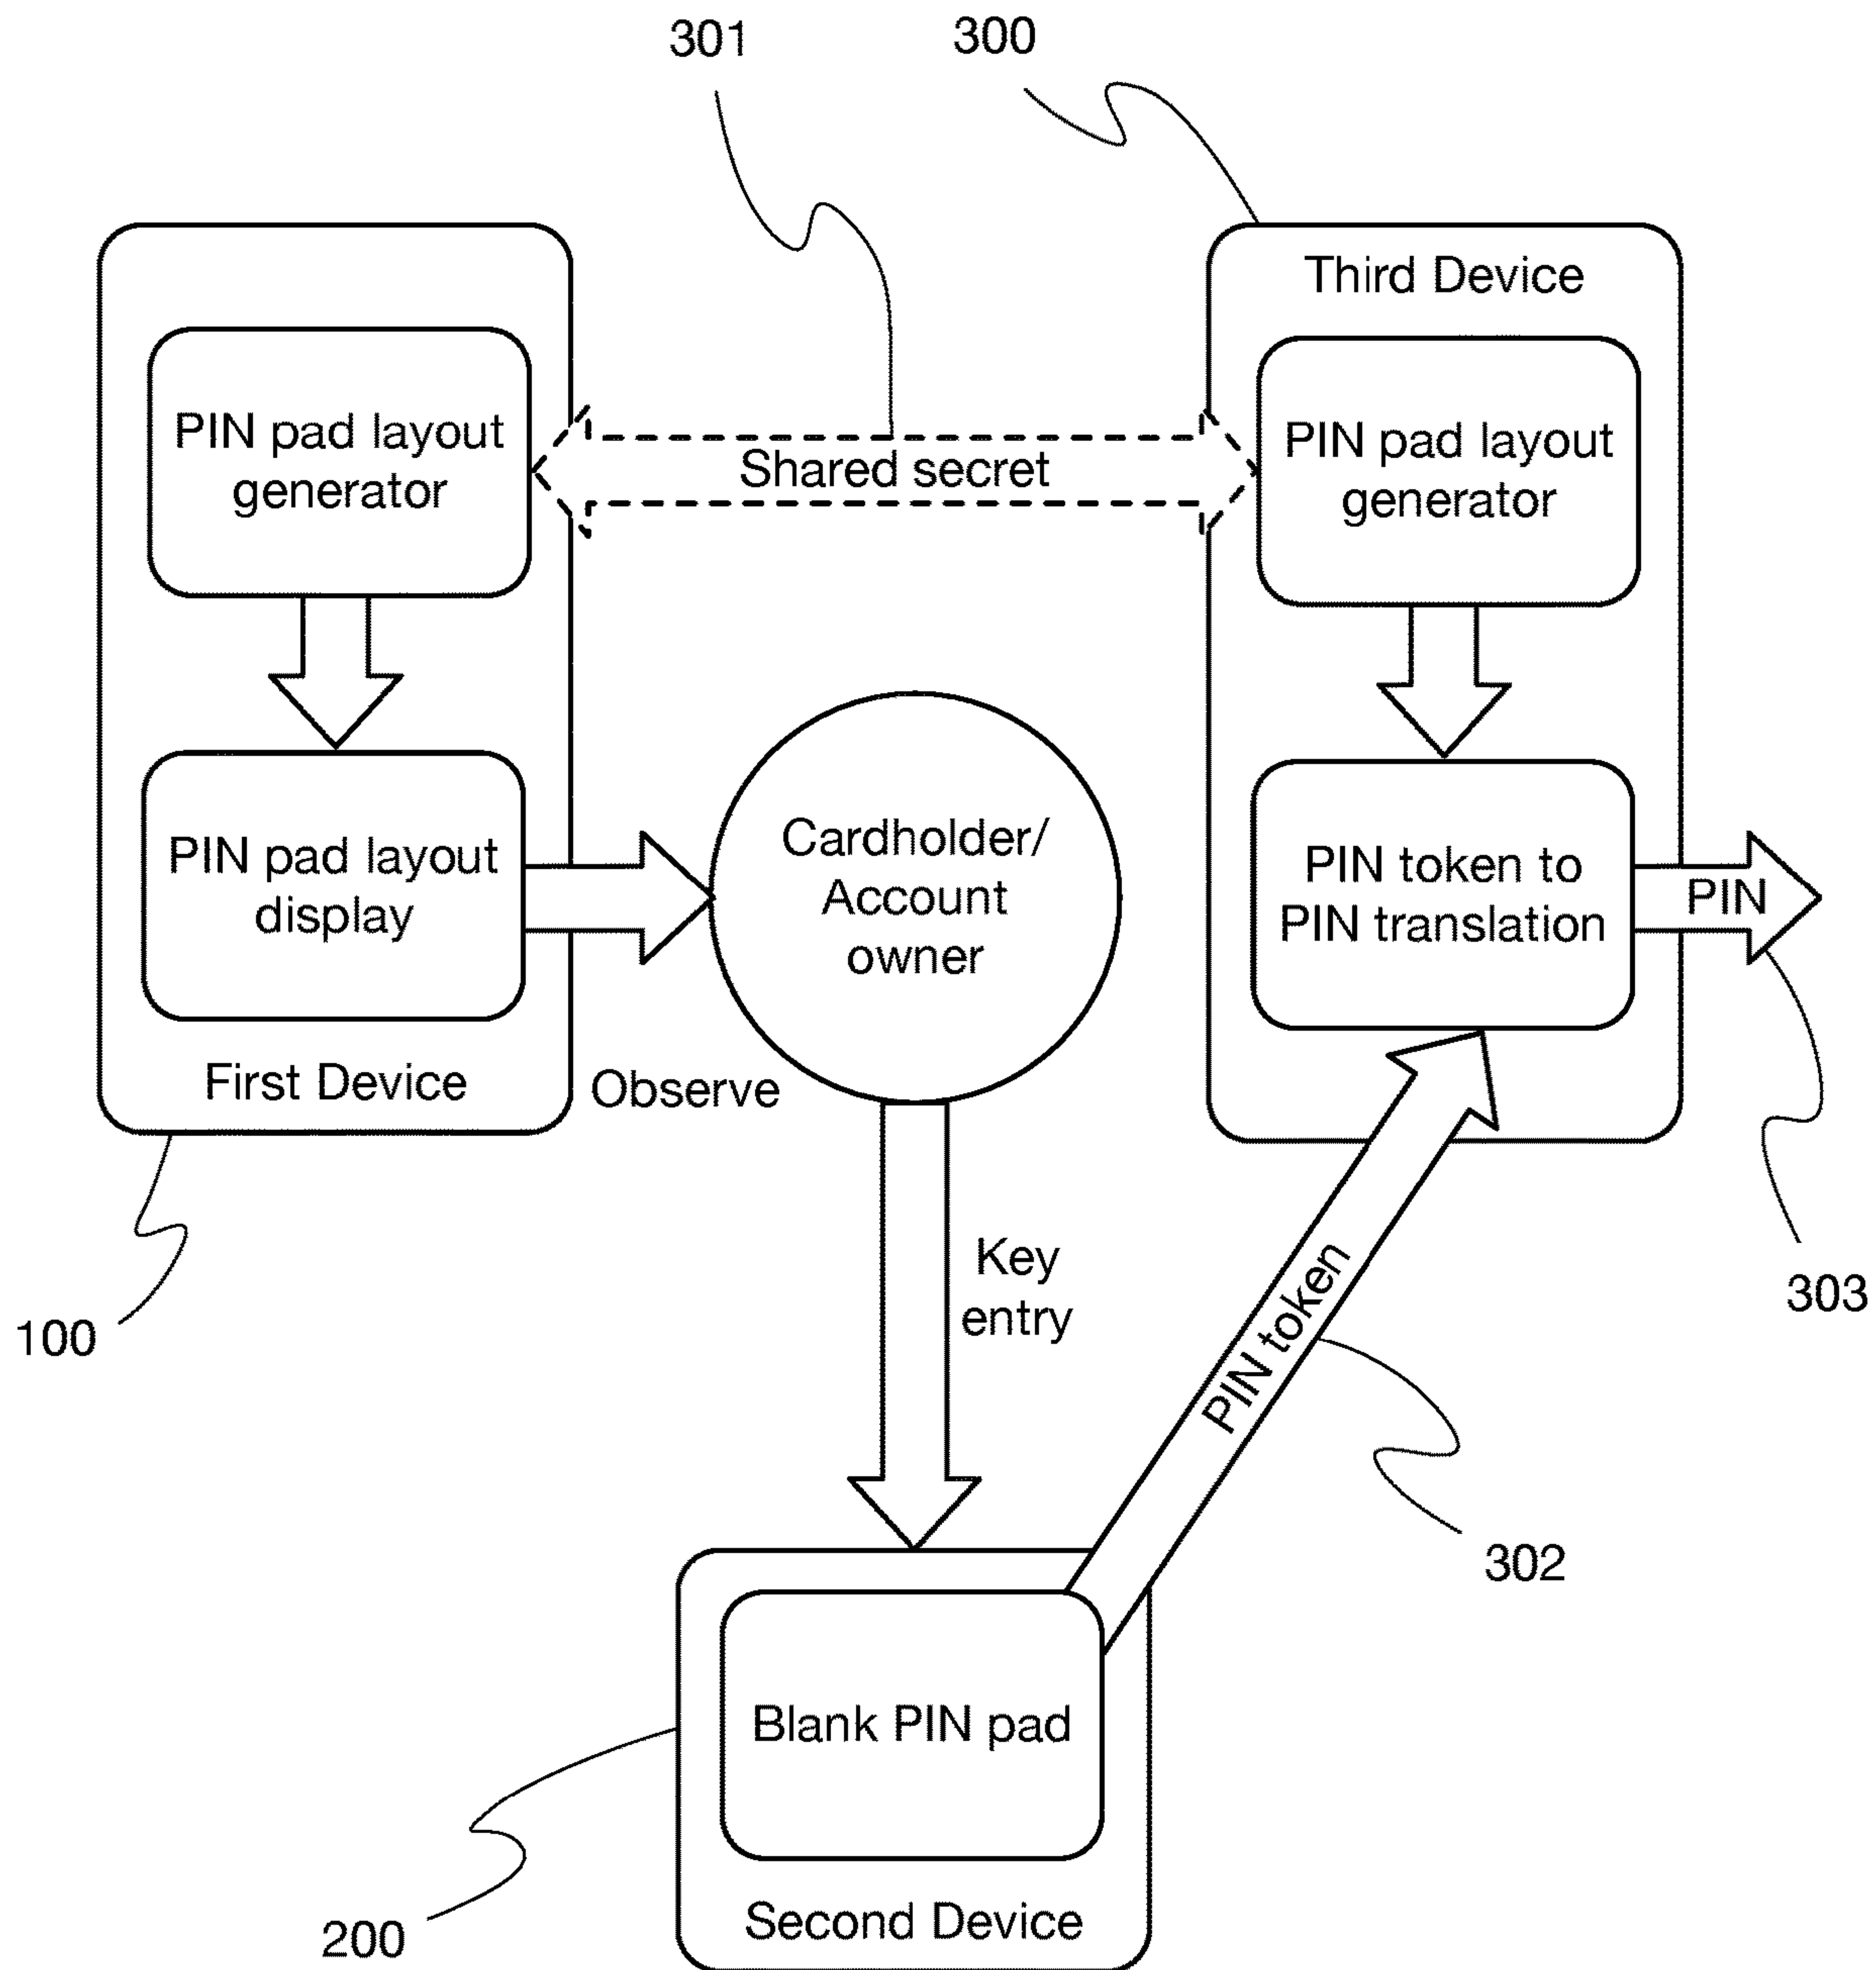 301
300
Third Device
PIN pad layout
generator
Shared secret
PIN pad layout
generator
PIN pad layout
display
Cardholder/
Account
owner
PIN token to
PIN translation
PIN
First Device
Observe
Key
entry
PIN token
303
100
302
Blank PIN pad
Second Device
200